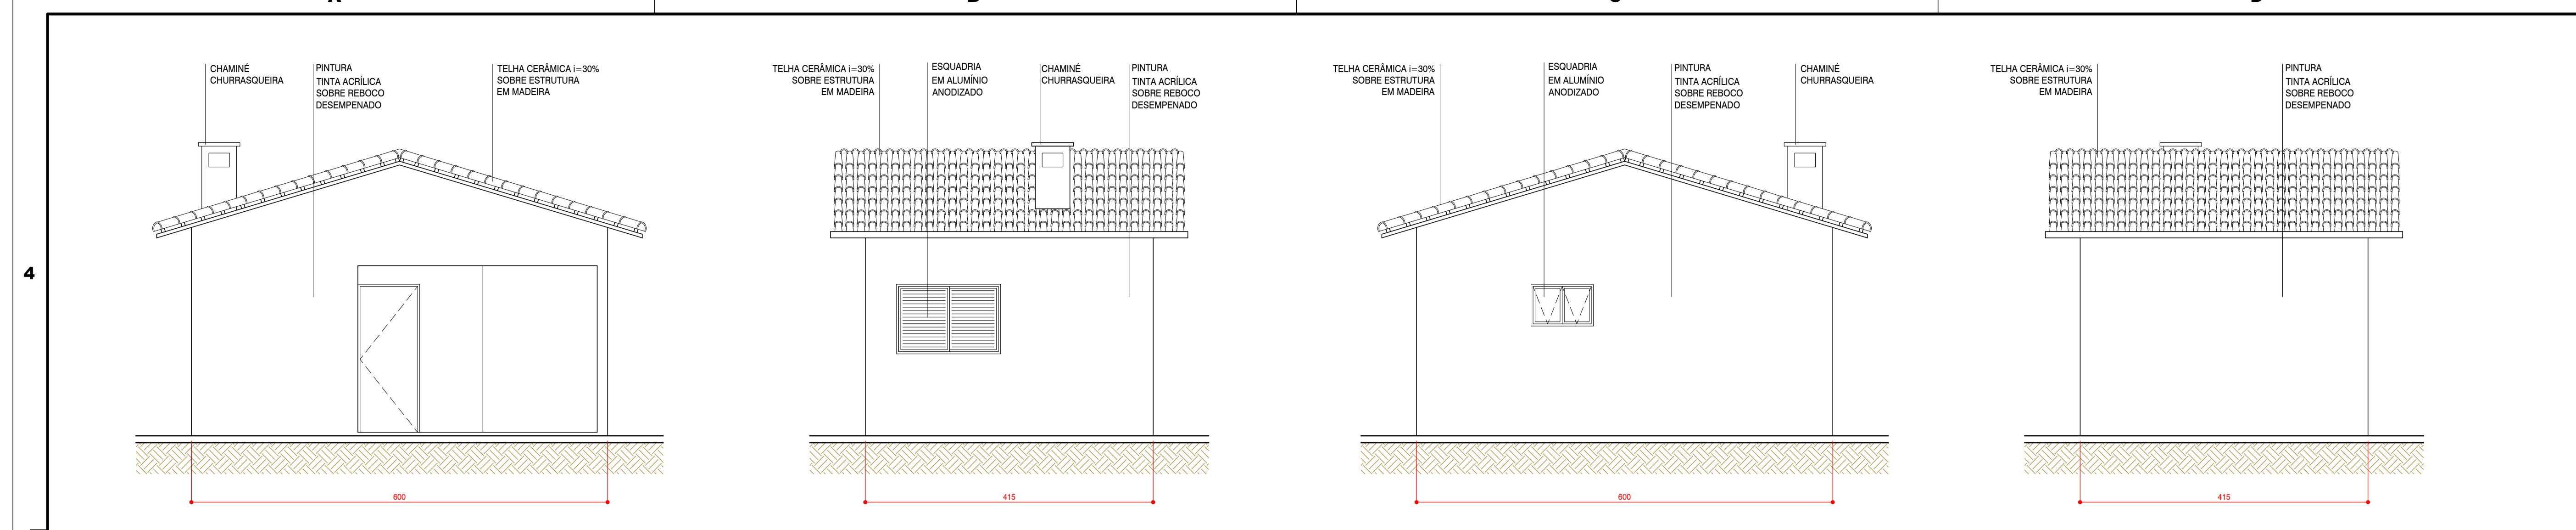 A
CHAMINÉ
CHURRASQUEIRA
PINTURA
TINTA ACRÍLICA
SOBRE REBOCO
DESEMPENADO
TELHA CERÂMICA i=30%
SOBRE ESTRUTURA
EM MADEIRA
TELHA CERÂMICA i=30%
SOBRE ESTRUTURA
EM MADEIRA
ESQUADRIA
EM ALUMÍNIO
ANODIZADO
CHAMINÉ
CHURRASQUEIRA
PINTURA
TINTA ACRÍLICA
SOBRE REBOCO
DESEMPENADO
TELHA CERÂMICA i=30%
SOBRE ESTRUTURA
EM MADEIRA
ESQUADRIA
EM ALUMÍNIO
ANODIZADO
PINTURA
TINTA ACRÍLICA
SOBRE REBOCO
DESEMPENADO
CHAMINÉ
CHURRASQUEIRA
TELHA CERÂMICA i=30%
SOBRE ESTRUTURA
EM MADEIRA
PINTURA
TINTA ACRÍLICA
SOBRE REBOCO
DESEMPENADO
4
600
415
600
415